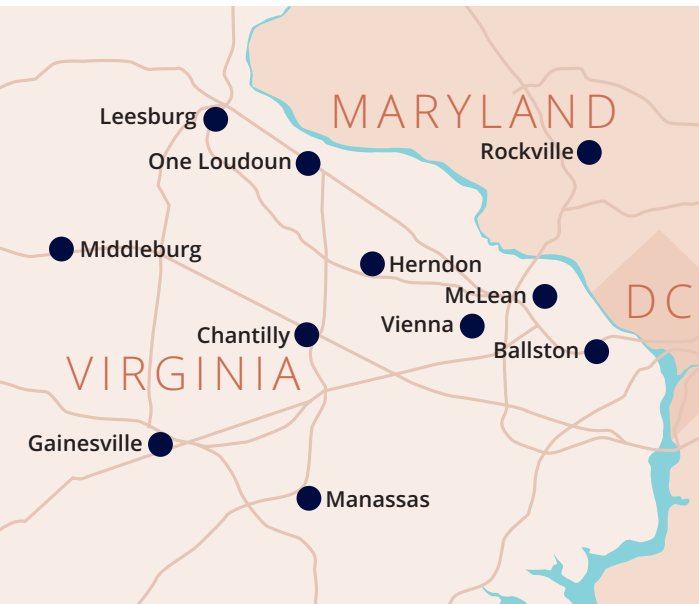 MARYLAND
Leesburg
Rockville
One Loudoun
Middleburg
Herndon
McLean
DC
Vienna
Chantilly
Ballston
VIRGINIA
Gainesville
Manassas